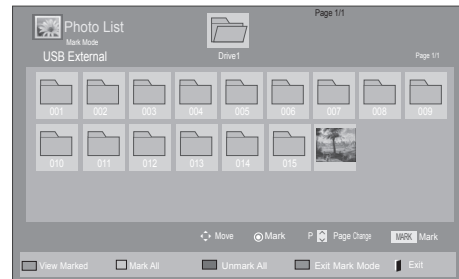 Page 1/1
Photo List
Mark Mode
USB External
Drive1
Page 1/1
001 002 003 004 005 006 007 008 009
010 011 012 013 014 015
Move Mark P Page Change MARK Mark
View Marked Mark All Unmark All Exit Mark Mode Exit